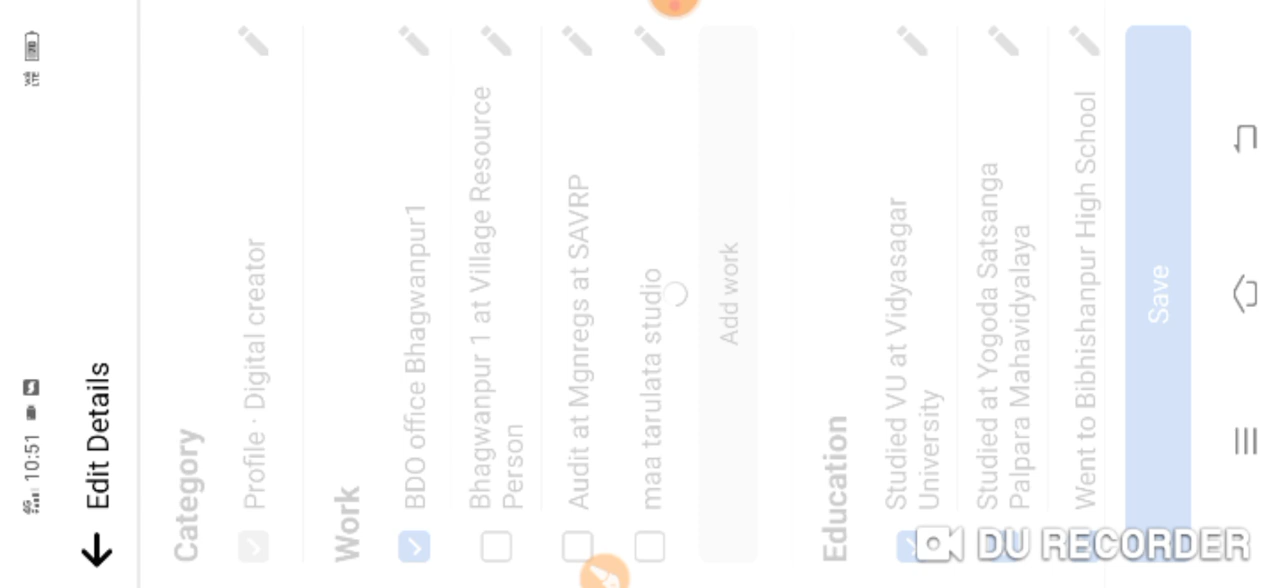 10:51
Edit Details
Category
Profile · Digital creator
Work
BDO office Bhagwanpur1
Bhagwanpur 1 at Village Resource
Person
Audit at Mgnregs at SAVRP
maa tarulata studio
Add work
Education
Studied VU at Vidyasagar
University
Studied at Yogoda Satsanga
Palpara Mahavidyalaya
Went to Bibhishanpur High School
Save
DU RECORDER